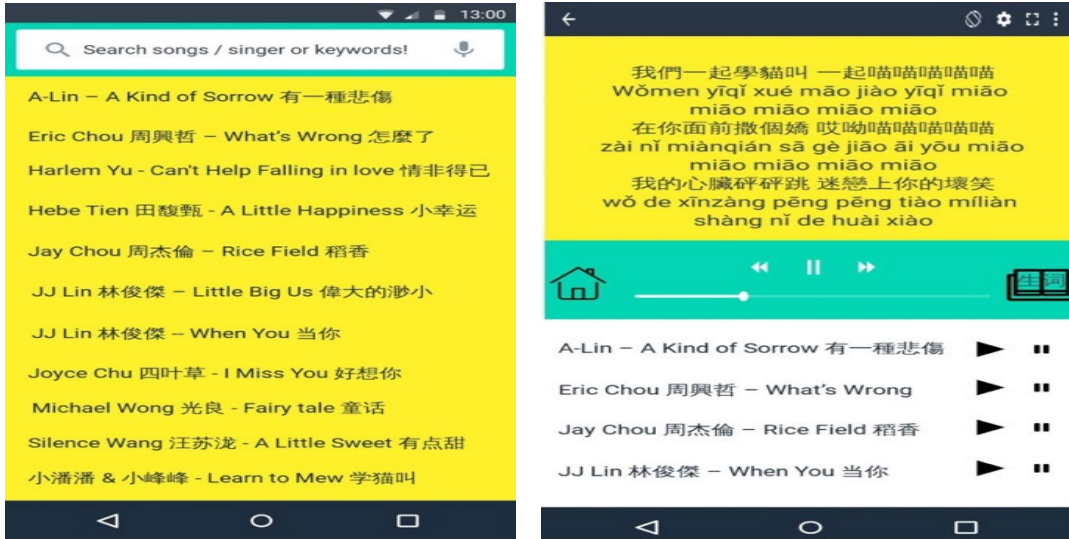 13:00
Search songs / singer or keywords!
A-Lin – A Kind of Sorrow 有一種悲傷
Eric Chou 周興哲 – What's Wrong 怎麼了
Harlem Yu - Can't Help Falling in love 情非得已
Hebe Tien 田馥甄 - A Little Happiness 小幸运
Jay Chou 周杰倫 – Rice Field 稻香
JJ Lin 林俊傑 – Little Big Us 偉大的渺小
JJ Lin 林俊傑 – When You 当你
Joyce Chu 四叶草 - I Miss You 好想你
Michael Wong 光良 - Fairy tale 童话
Silence Wang 汪苏泷 - A Little Sweet 有点甜
小潘潘 & 小峰峰 - Learn to Mew 学猫叫
我們一起學貓叫 一起喵喵喵喵喵
Wǒmen yīqǐ xué māo jiào yīqǐ miāo
miāo miāo miāo miāo
在你面前撒個嬌 哎呦喵喵喵喵喵
zài nǐ miànqián sā gè jiāo āi yōu miāo
miāo miāo miāo miāo
我的心臟砰砰跳 迷戀上你的壞笑
wǒ de xīnzàng pēng pēng tiào míliàn
shàng nǐ de huài xiào
生词
A-Lin – A Kind of Sorrow 有一種悲傷
Eric Chou 周興哲 – What's Wrong
Jay Chou 周杰倫 – Rice Field 稻香
JJ Lin 林俊傑 – When You 当你